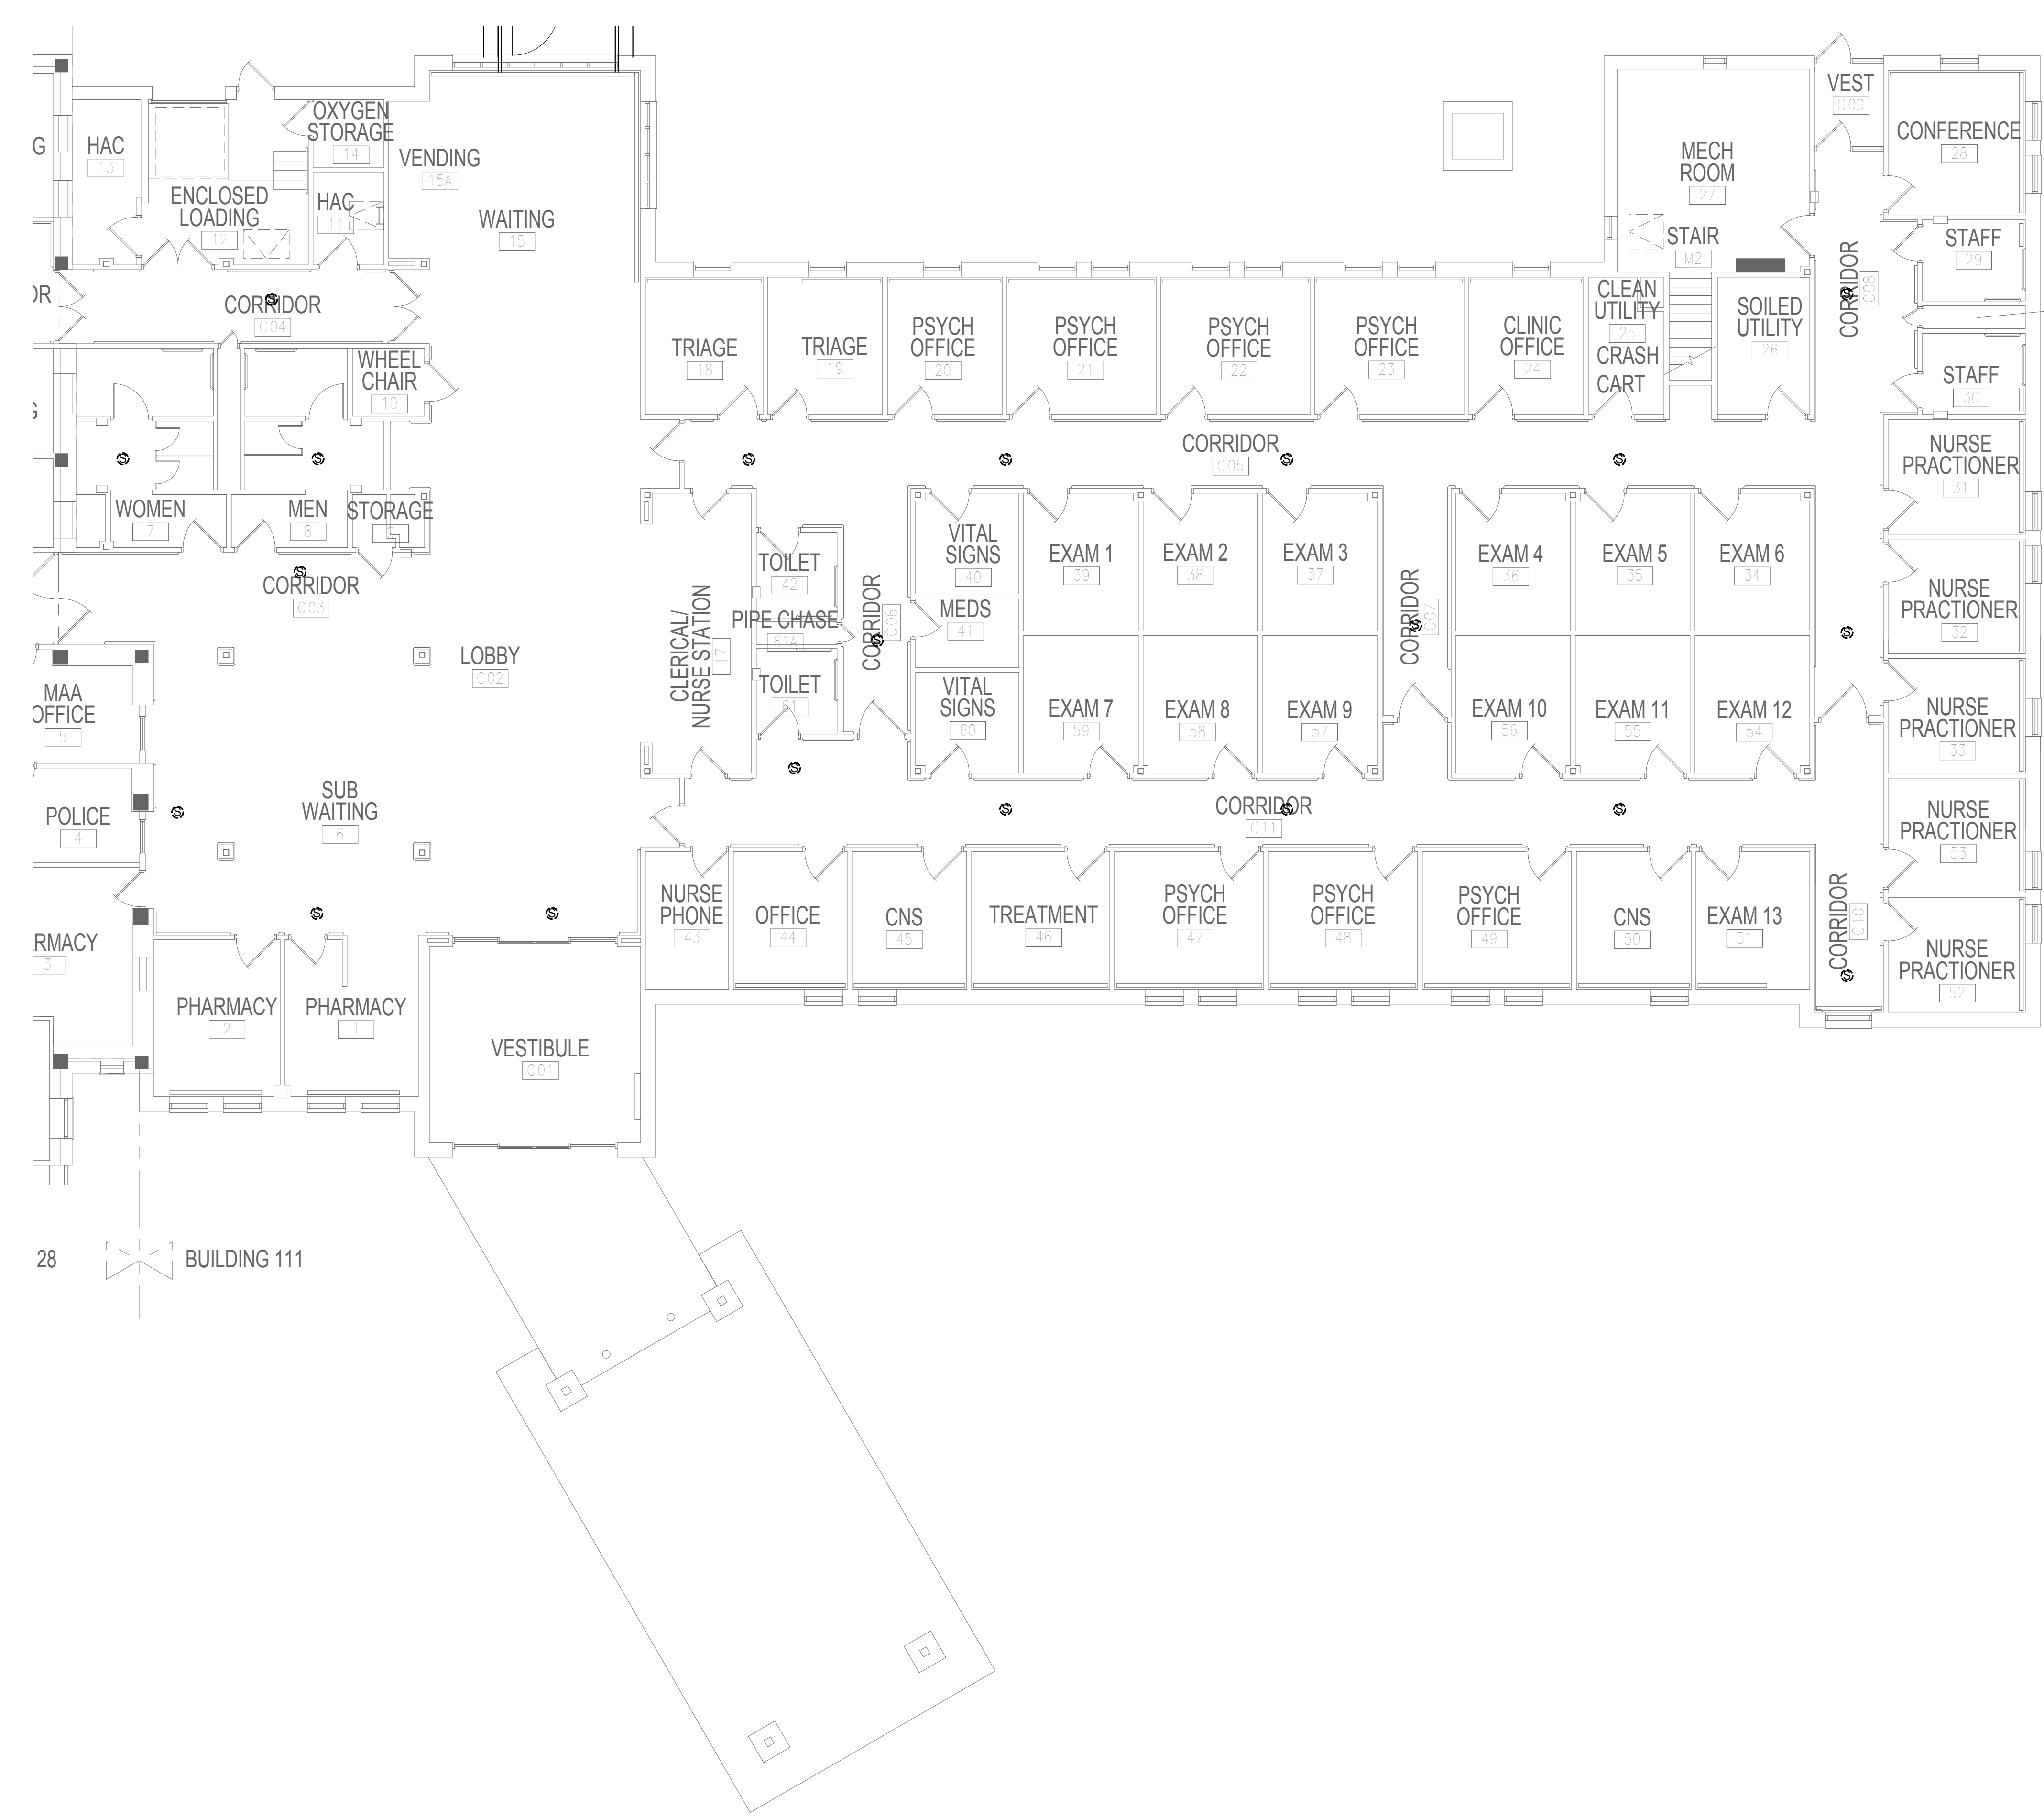 VEST
C09
OXYGEN
STORAGE
14
G
HAC
13
VENDING
15A
MECH
ROOM
27
CONFERENCE
28
ENCLOSED
LOADING
12
HAC
11
WAITING
15
STAIR
M2
STAFF
29
OR
CORRIDOR
C04
CORRIDOR
C08
CLEAN
UTILITY
25
SOILED
UTILITY
26
CRASH
CART
TRIAGE
18
TRIAGE
19
PSYCH
OFFICE
20
PSYCH
OFFICE
21
PSYCH
OFFICE
22
PSYCH
OFFICE
23
CLINIC
OFFICE
24
WHEEL
CHAIR
10
STAFF
30
CORRIDOR
C05
S
S
S
S
S
S
S
NURSE
PRACTIONER
31
WOMEN
7
MEN
8
STORAGE
9
VITAL
SIGNS
40
EXAM 1
39
EXAM 2
38
EXAM 3
37
EXAM 4
36
EXAM 5
35
EXAM 6
34
TOILET
42
CORRIDOR
C03
S
NURSE
PRACTIONER
32
PIPE CHASE
61A
MEDS
41
CORRIDOR
C06
S
CORRIDOR
C07
S
S
LOBBY
C02
CLERICAL/
NURSE STATION
17
TOILET
61
VITAL
SIGNS
60
EXAM 7
59
EXAM 8
58
EXAM 9
57
EXAM 10
56
EXAM 11
55
EXAM 12
54
MAA
OFFICE
5
NURSE
PRACTIONER
33
SUB
WAITING
6
POLICE
4
S
S
S
S
S
CORRIDOR
C11
NURSE
PRACTIONER
53
NURSE
PHONE
43
OFFICE
44
CNS
45
TREATMENT
46
PSYCH
OFFICE
47
PSYCH
OFFICE
48
PSYCH
OFFICE
49
CNS
50
EXAM 13
51
CORRIDOR
C10
S
S
S
RMACY
3
NURSE
PRACTIONER
52
PHARMACY
2
PHARMACY
1
VESTIBULE
C01
28
BUILDING 111